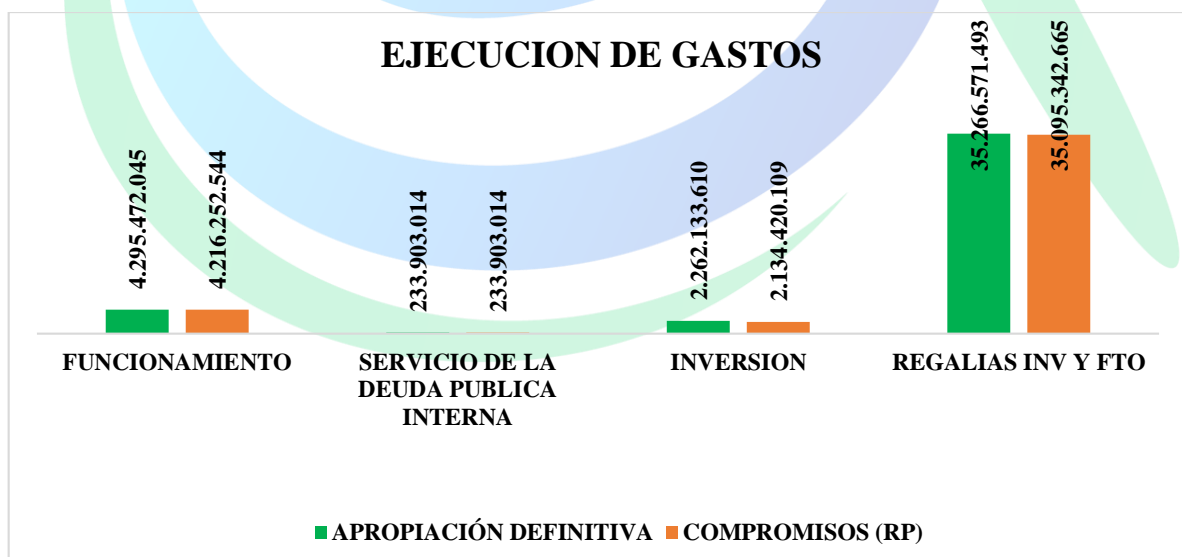 EJECUCION DE GASTOS
4.295.472.045
4.216.252.544
233.903.014
233.903.014
2.262.133.610
2.134.420.109
35.266.571.493
35.095.342.665
FUNCIONAMIENTO
SERVICIO DE LA
DEUDA PUBLICA
INTERNA
INVERSION
REGALIAS INV Y FTO
APROPIACIÓN DEFINITIVA
COMPROMISOS (RP)